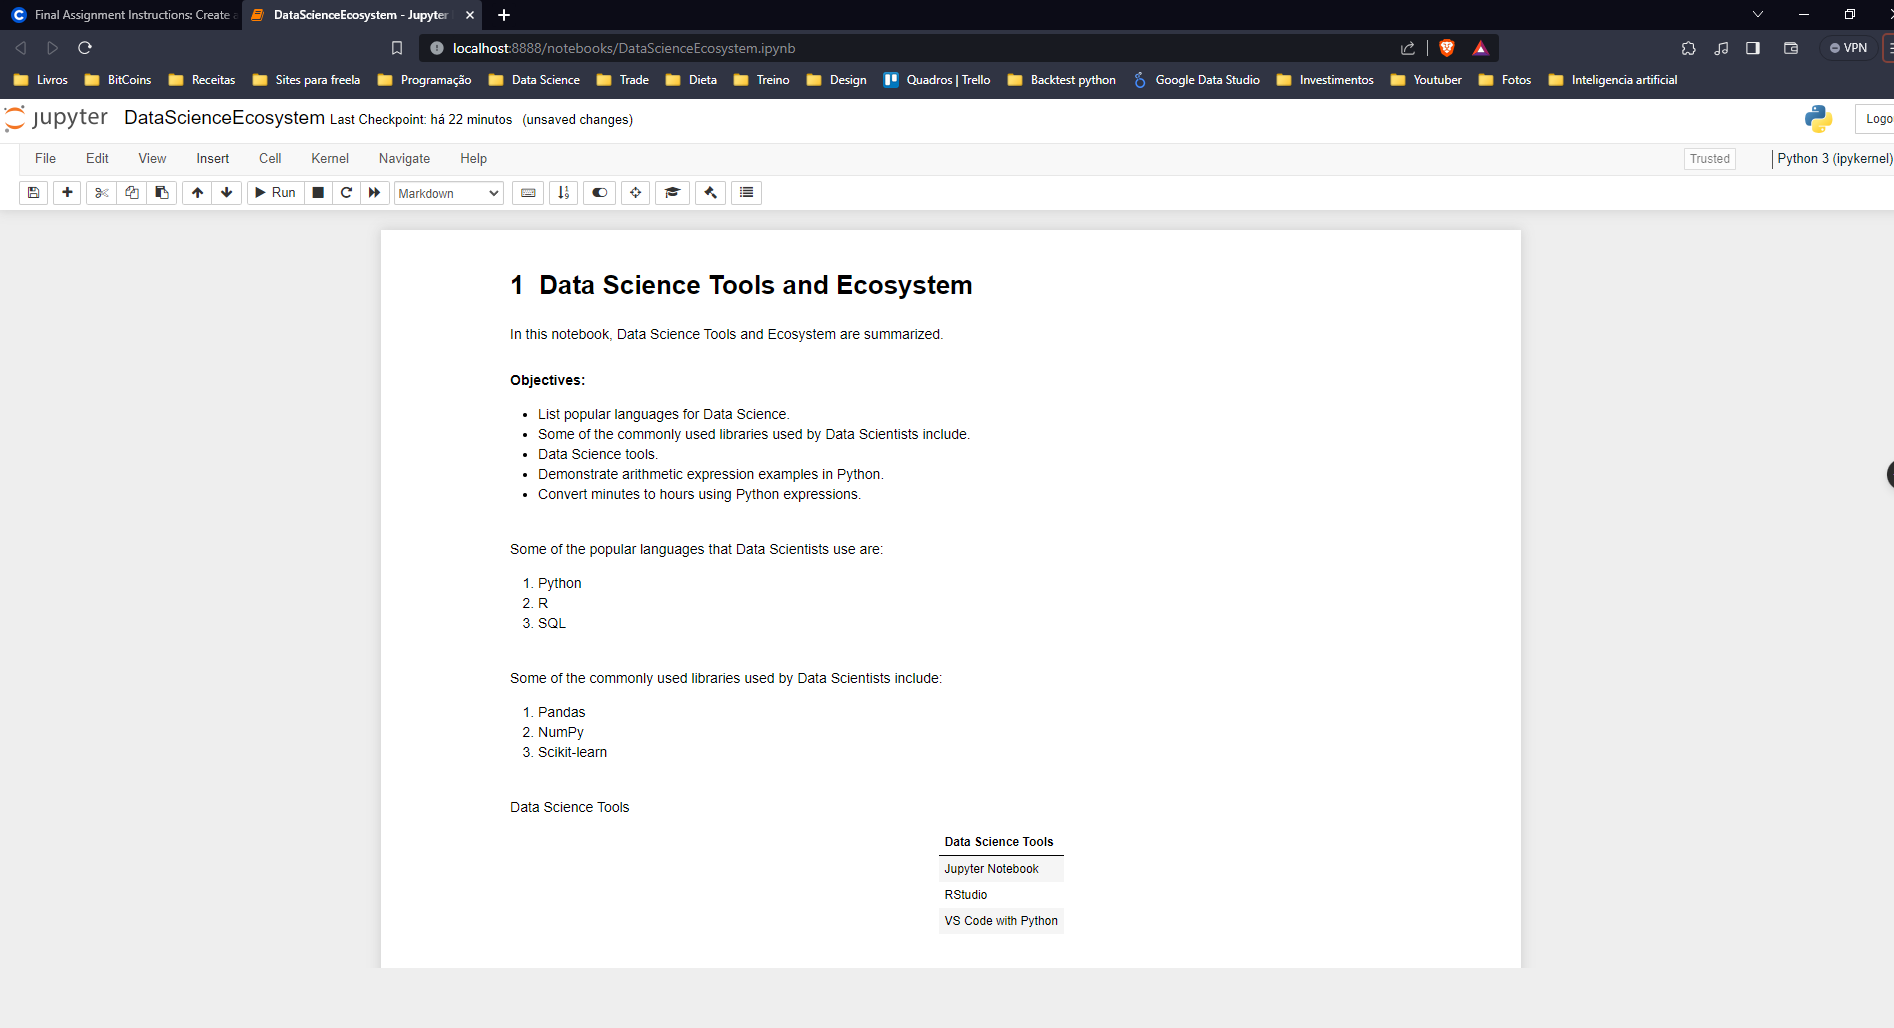 Final Assignment Instructions: Create a
DataScienceEcosystem - Jupyter
localhost:8888/notebooks/DataScienceEcosystem.ipynb
VPN
Livros BitCoins Receitas Sites para freela Programação Data Science Trade Dieta Treino Design Quadros | Trello Backtest python Google Data Studio Investimentos Youtuber Fotos Inteligencia artificial
jupyter DataScienceEcosystem Last Checkpoint: há 22 minutos (unsaved changes)
Logo
File Edit View Insert Cell Kernel Navigate Help
Trusted Python 3 (ipykernel)
Run Markdown
1 Data Science Tools and Ecosystem
In this notebook, Data Science Tools and Ecosystem are summarized.
Objectives:
• List popular languages for Data Science.
• Some of the commonly used libraries used by Data Scientists include.
• Data Science tools.
• Demonstrate arithmetic expression examples in Python.
• Convert minutes to hours using Python expressions.
Some of the popular languages that Data Scientists use are:
1. Python
2. R
3. SQL
Some of the commonly used libraries used by Data Scientists include:
1. Pandas
2. NumPy
3. Scikit-learn
Data Science Tools
Data Science Tools
Jupyter Notebook
RStudio
VS Code with Python